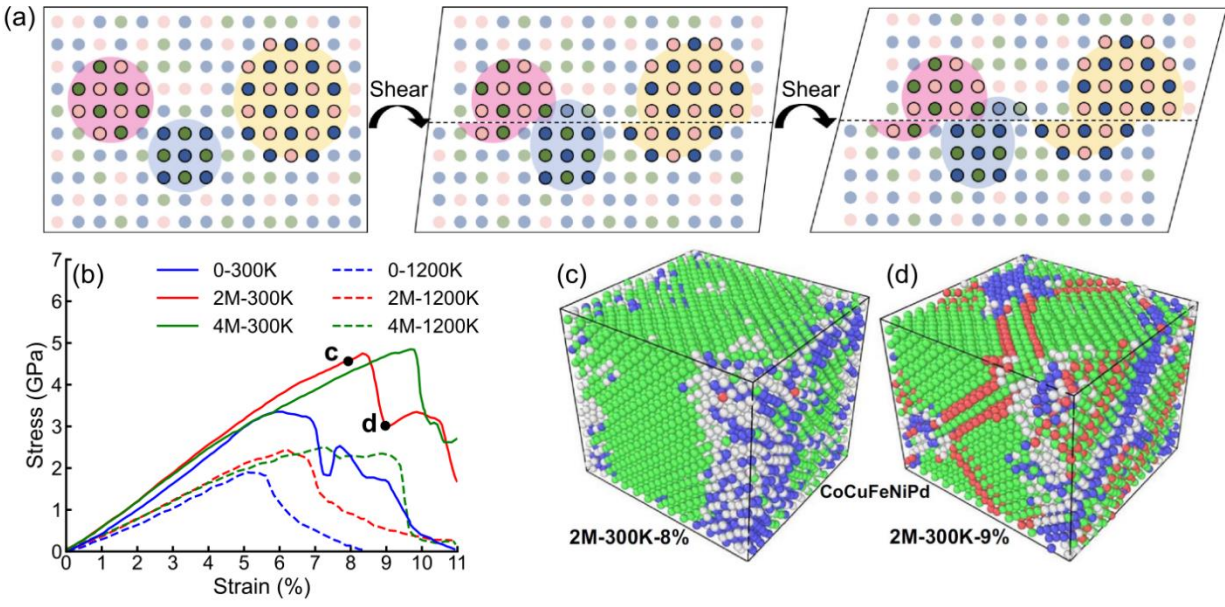 (a)
Shear
Shear
(b)
Stress (GPa)
7
6
5
4
3
2
1
0
0-300K
0-1200K
2M-300K
2M-1200K
4M-300K
4M-1200K
c
d
0 1 2 3 4 5 6 7 8 9 10 11
Strain (%)
(c)
2M-300K-8%
CoCuFeNiPd
(d)
2M-300K-9%